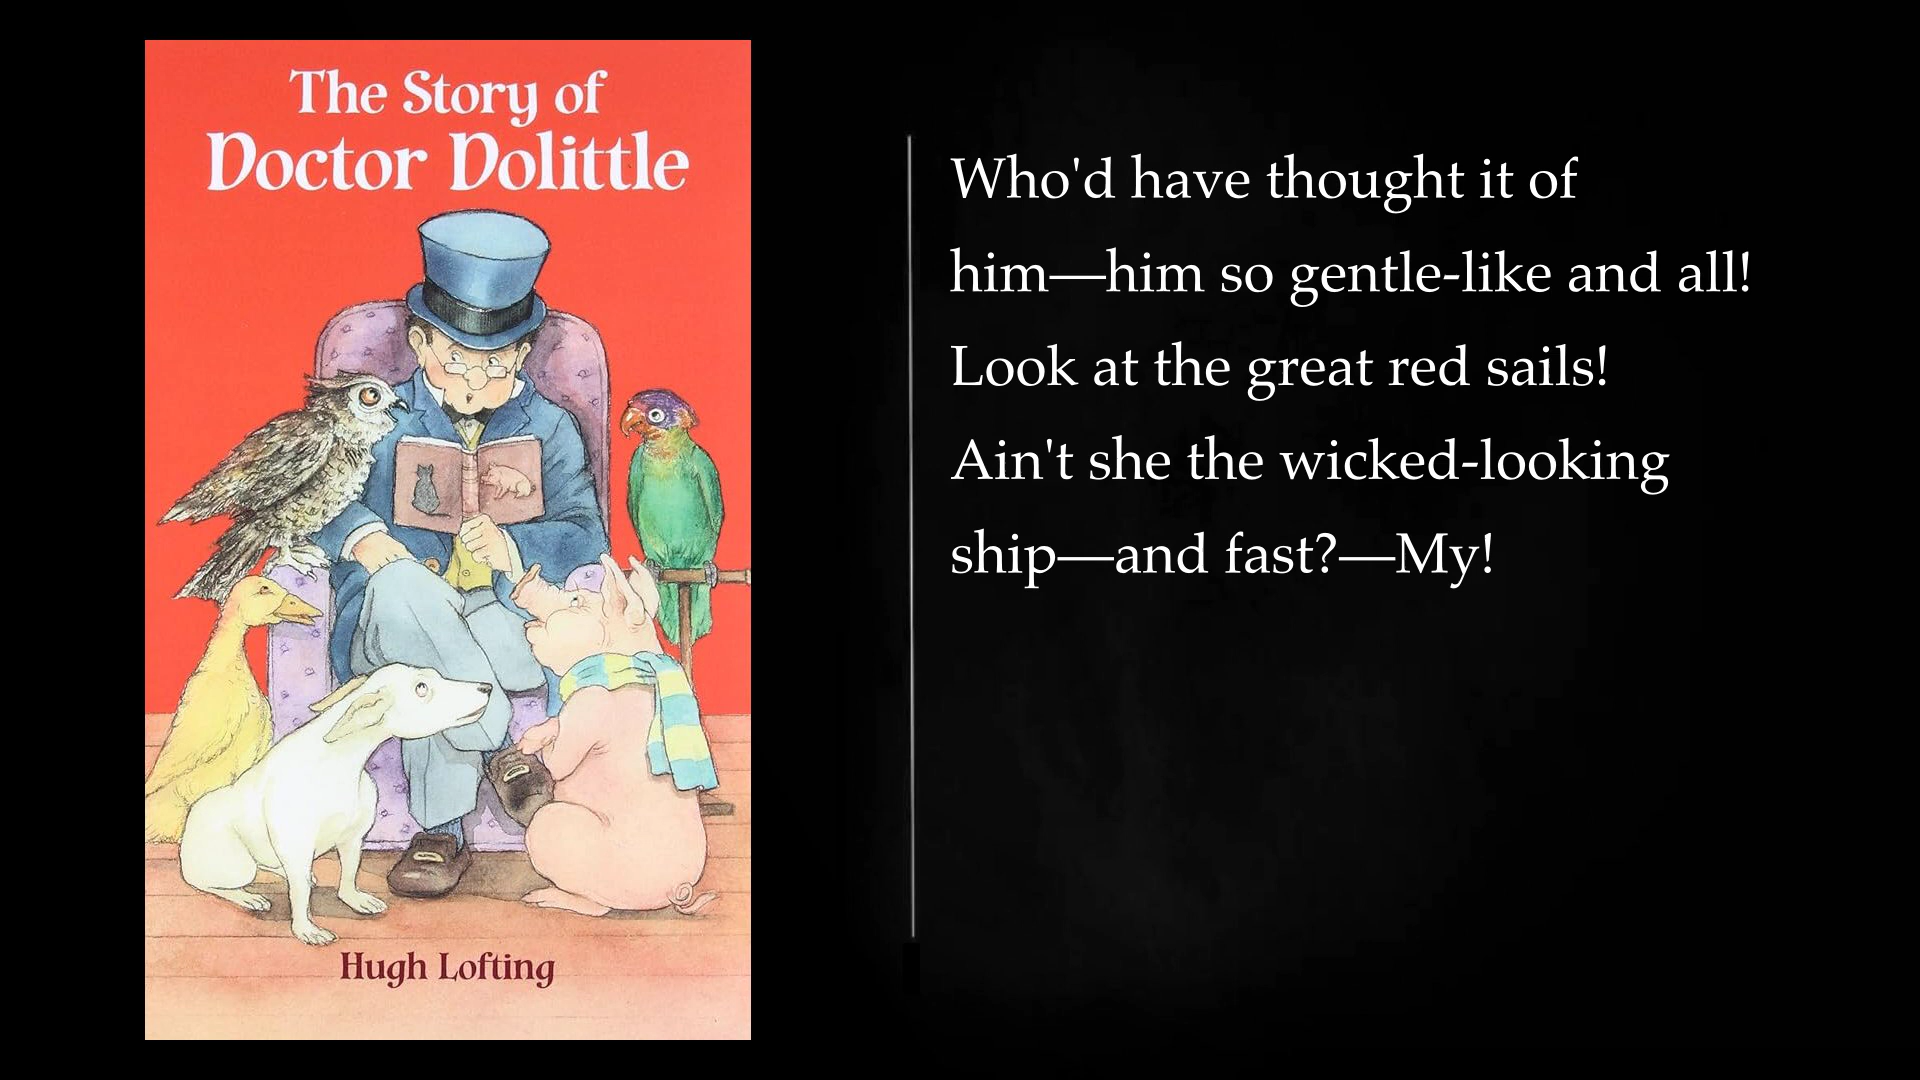 The Story of
Doctor Dolittle
Hugh Lofting
Who'd have thought it of
him—him so gentle-like and all!
Look at the great red sails!
Ain't she the wicked-looking
ship—and fast?—My!